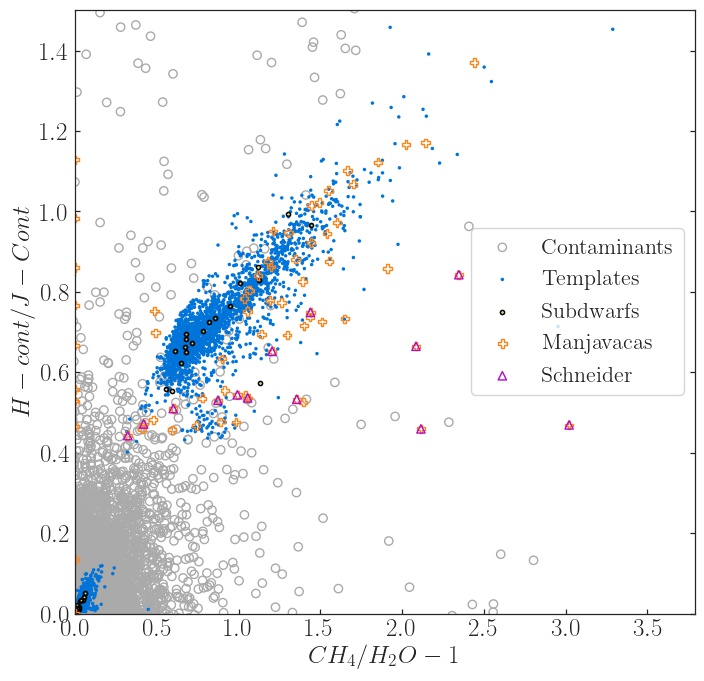 1.4
1.2
1.0
0.8
0.6
0.4
0.2
0.0
H − cont/J − Cont
Contaminants
Templates
Subdwarfs
Manjavacas
Schneider
0.0 0.5 1.0 1.5 2.0 2.5 3.0 3.5
CH₄/H₂O − 1